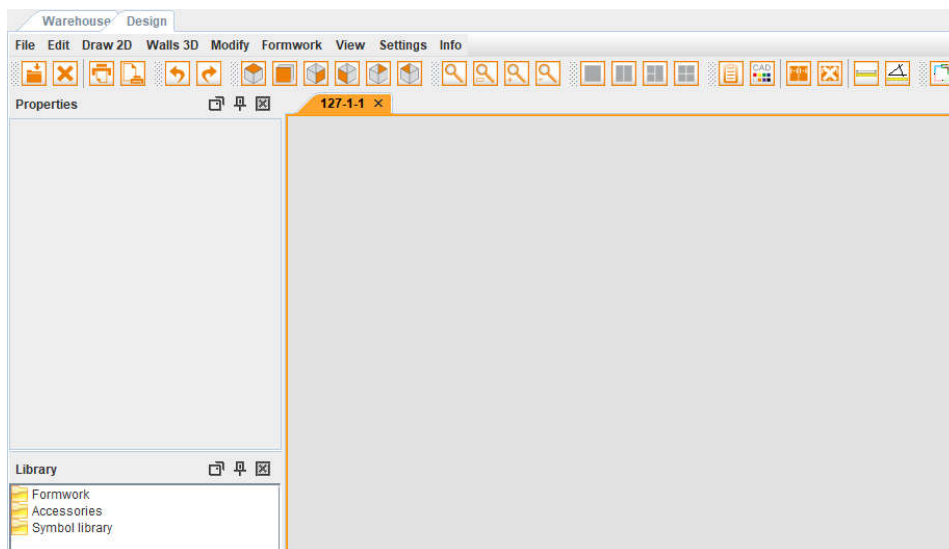 Warehouse Design
File Edit Draw 2D Walls 3D Modify Formwork View Settings Info
CAD
Properties
127-1-1
Library
Formwork
Accessories
Symbol library